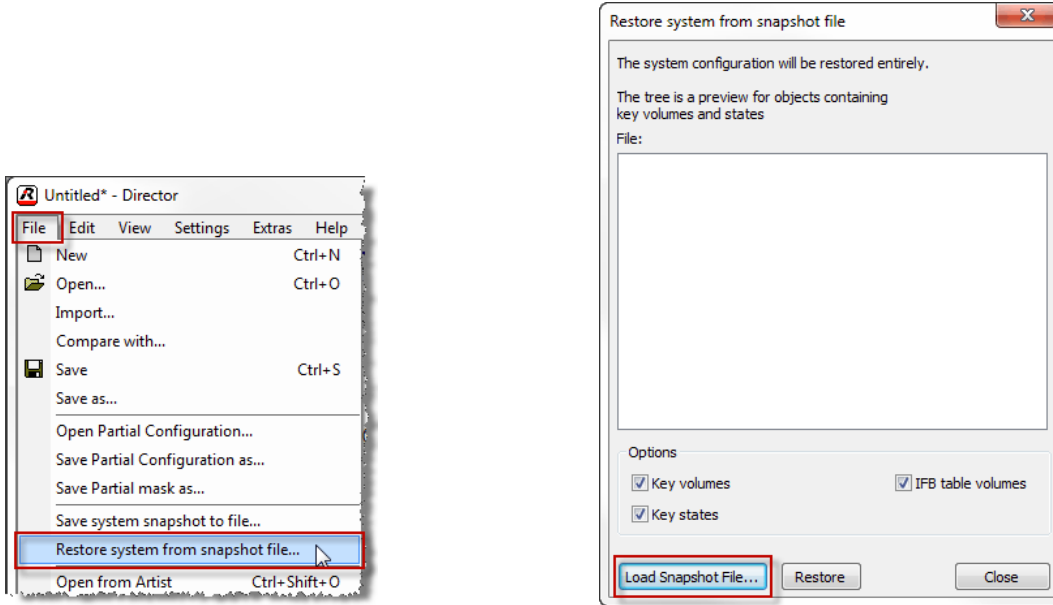 Untitled* - Director
File Edit View Settings Extras Help
New Ctrl+N
Open... Ctrl+O
Import...
Compare with...
Save Ctrl+S
Save as...
Open Partial Configuration...
Save Partial Configuration as...
Save Partial mask as...
Save system snapshot to file...
Restore system from snapshot file...
Open from Artist Ctrl+Shift+O
Restore system from snapshot file
The system configuration will be restored entirely.
The tree is a preview for objects containing
key volumes and states
File:
Options
Key volumes IFB table volumes
Key states
Load Snapshot File... Restore Close